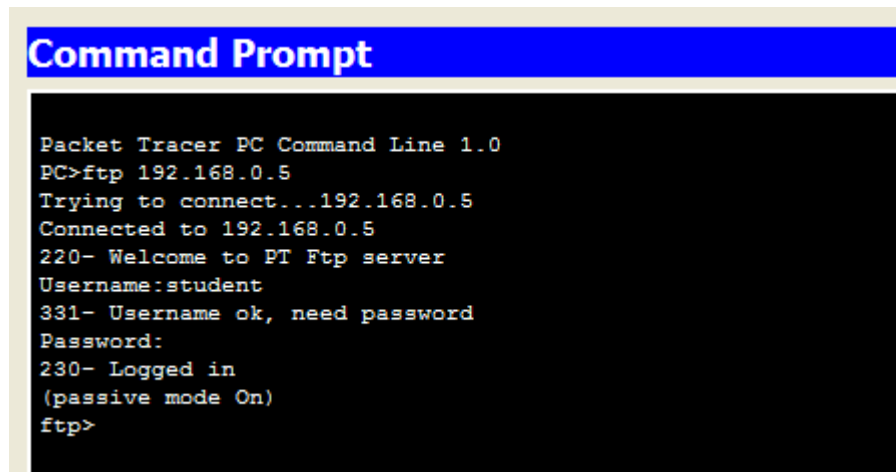 Command Prompt
Packet Tracer PC Command Line 1.0
PC>ftp 192.168.0.5
Trying to connect...192.168.0.5
Connected to 192.168.0.5
220- Welcome to PT Ftp server
Username:student
331- Username ok, need password
Password:
230- Logged in
(passive mode On)
ftp>